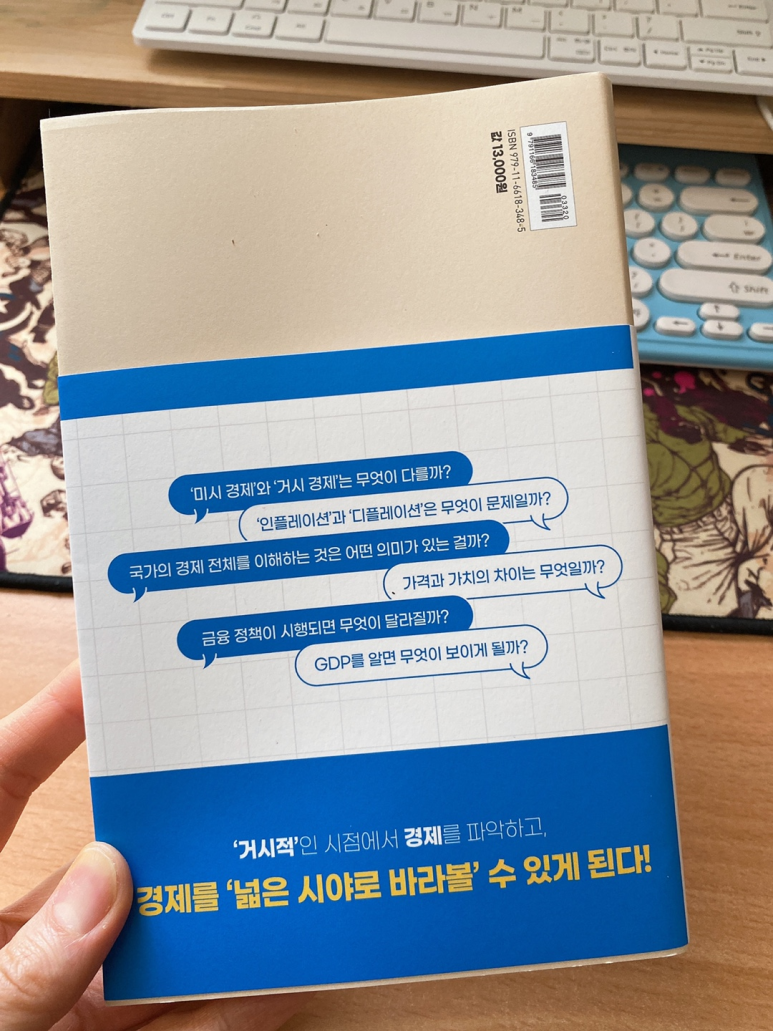 ISBN 979-11-6618-348-5
값 13,000원
9 791166 183485
03320
'미시 경제'와 '거시 경제'는 무엇이 다를까?
'인플레이션'과 '디플레이션'은 무엇이 문제일까?
국가의 경제 전체를 이해하는 것은 어떤 의미가 있는 걸까?
가격과 가치의 차이는 무엇일까?
금융 정책이 시행되면 무엇이 달라질까?
GDP를 알면 무엇이 보이게 될까?
'거시적'인 시점에서 경제를 파악하고,
경제를 '넓은 시야로 바라볼' 수 있게 된다!
Enter
Shift